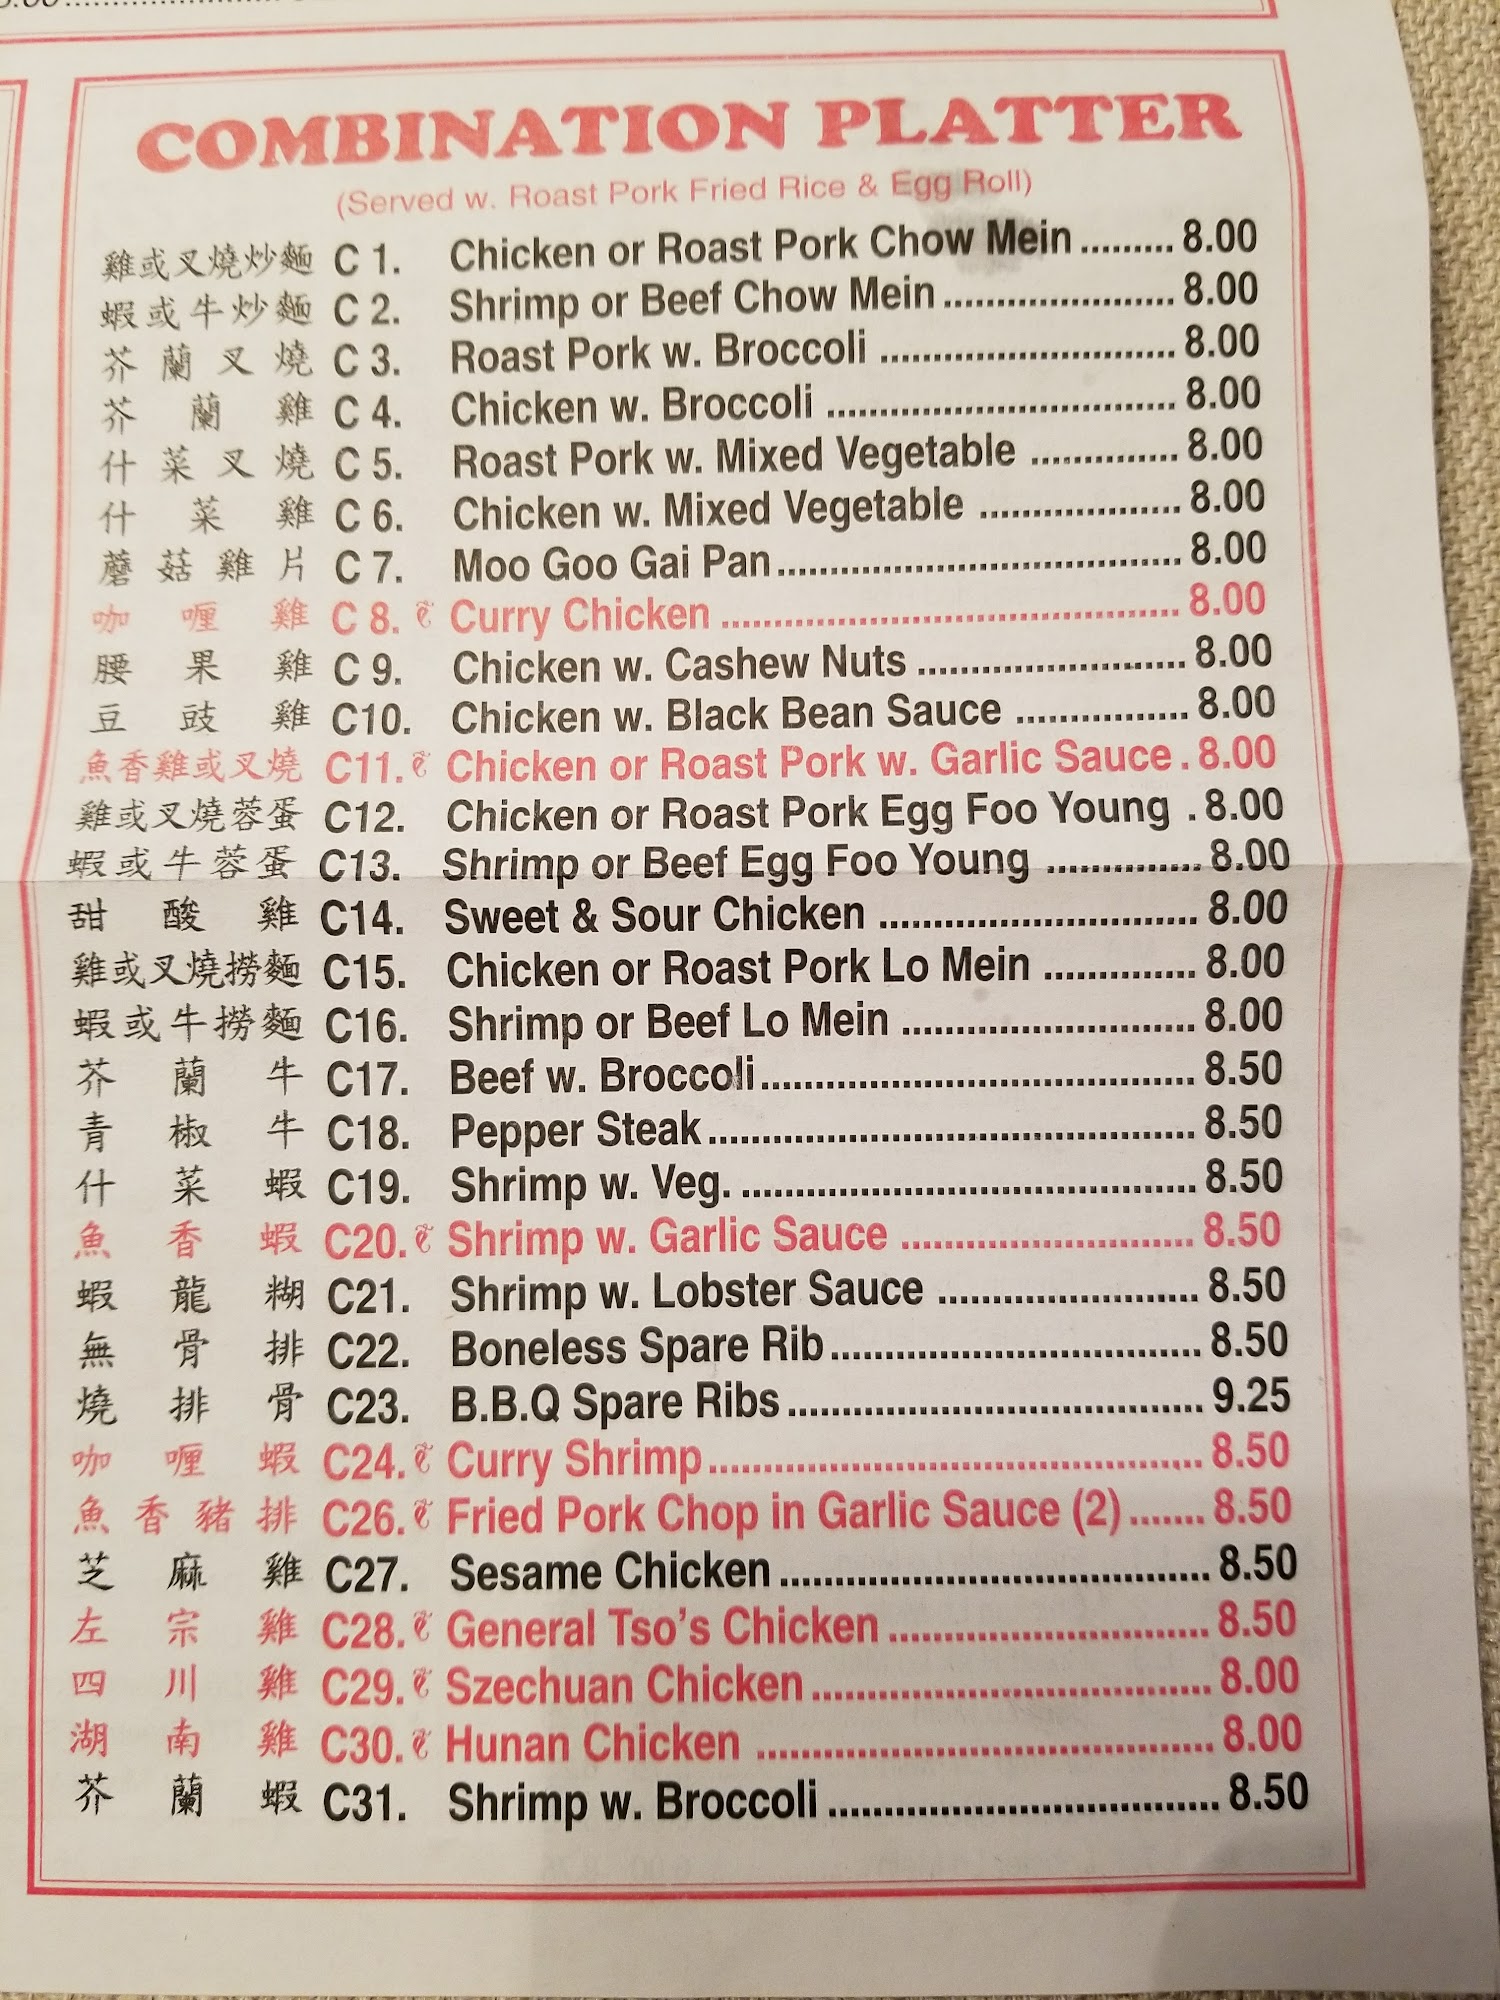 COMBINATION PLATTER
(Served w. Roast Pork Fried Rice & Egg Roll)
雞或叉燒炒麵 C 1. Chicken or Roast Pork Chow Mein ......... 8.00
蝦或牛炒麵 C 2. Shrimp or Beef Chow Mein ...................... 8.00
芥蘭叉燒 C 3. Roast Pork w. Broccoli ............................ 8.00
芥蘭雞 C 4. Chicken w. Broccoli ................................. 8.00
什菜叉燒 C 5. Roast Pork w. Mixed Vegetable .............. 8.00
什菜雞 C 6. Chicken w. Mixed Vegetable ................... 8.00
蘑菇雞片 C 7. Moo Goo Gai Pan...................................... 8.00
咖喱雞 C 8. Curry Chicken ........................................... 8.00
腰果雞 C 9. Chicken w. Cashew Nuts ......................... 8.00
豆豉雞 C10. Chicken w. Black Bean Sauce ................ 8.00
魚香雞或叉燒 C11. Chicken or Roast Pork w. Garlic Sauce . 8.00
雞或叉燒蓉蛋 C12. Chicken or Roast Pork Egg Foo Young . 8.00
蝦或牛蓉蛋 C13. Shrimp or Beef Egg Foo Young .............. 8.00
甜酸雞 C14. Sweet & Sour Chicken .............................. 8.00
雞或叉燒撈麵 C15. Chicken or Roast Pork Lo Mein .............. 8.00
蝦或牛撈麵 C16. Shrimp or Beef Lo Mein ........................... 8.00
芥蘭牛 C17. Beef w. Broccoli........................................ 8.50
青椒牛 C18. Pepper Steak............................................. 8.50
什菜蝦 C19. Shrimp w. Veg. .......................................... 8.50
魚香蝦 C20. Shrimp w. Garlic Sauce ........................... 8.50
蝦龍糊 C21. Shrimp w. Lobster Sauce ........................ 8.50
無骨排 C22. Boneless Spare Rib.................................. 8.50
燒排骨 C23. B.B.Q Spare Ribs...................................... 9.25
咖喱蝦 C24. Curry Shrimp.............................................. 8.50
魚香豬排 C26. Fried Pork Chop in Garlic Sauce (2)....... 8.50
芝麻雞 C27. Sesame Chicken........................................ 8.50
左宗雞 C28. General Tso's Chicken .............................. 8.50
四川雞 C29. Szechuan Chicken..................................... 8.00
湖南雞 C30. Hunan Chicken .......................................... 8.00
芥蘭蝦 C31. Shrimp w. Broccoli .................................... 8.50